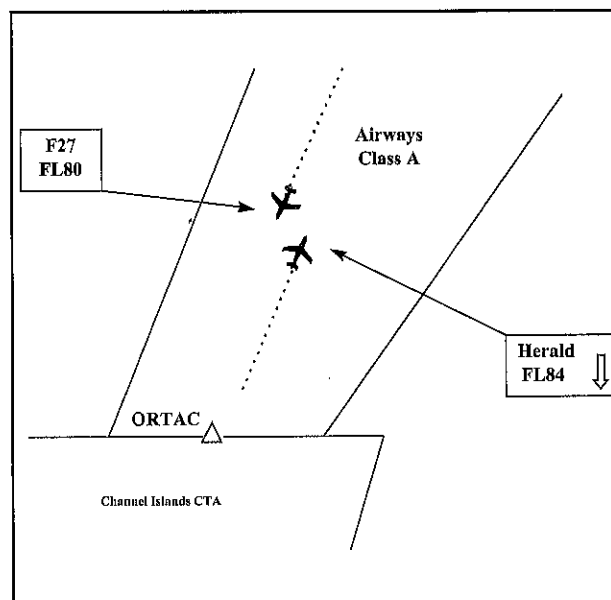 F27
FL80
Airways
Class A
Herald
FL84
ORTAC
Channel Islands CTA